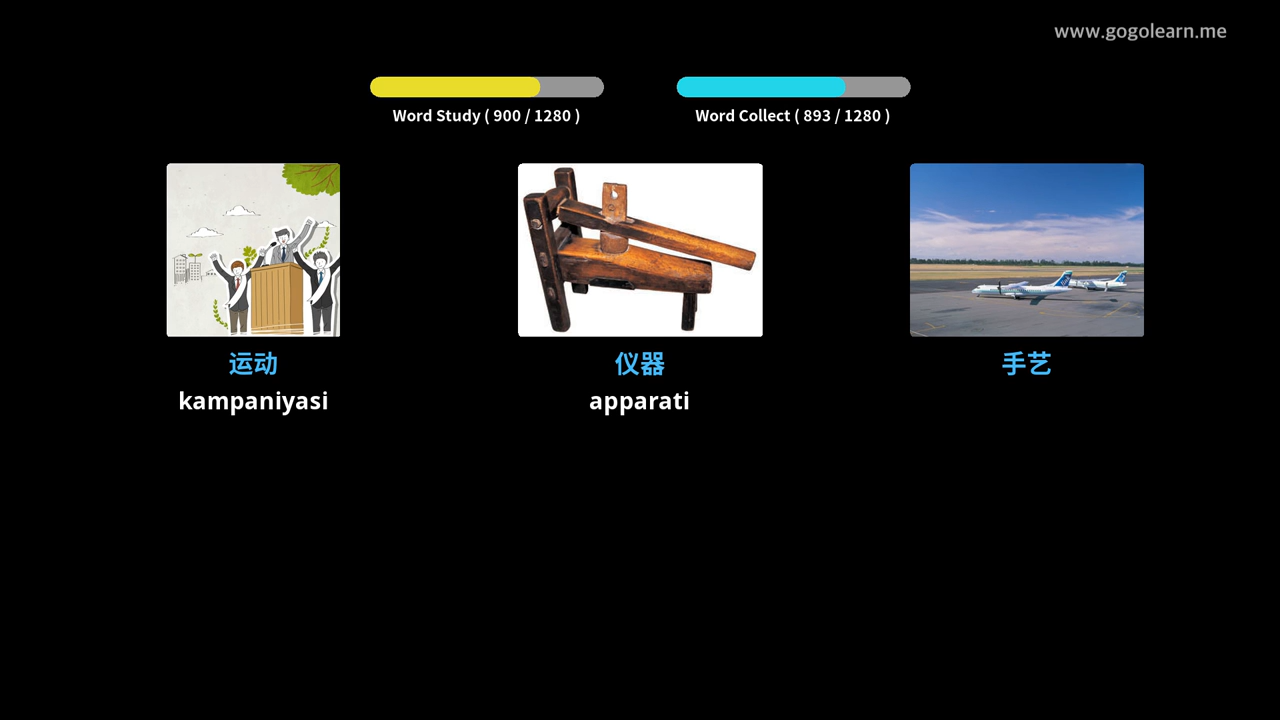 www.gogolearn.me
Word Study ( 900 / 1280 )
Word Collect ( 893 / 1280 )
运动
kampaniyasi
仪器
apparati
手艺